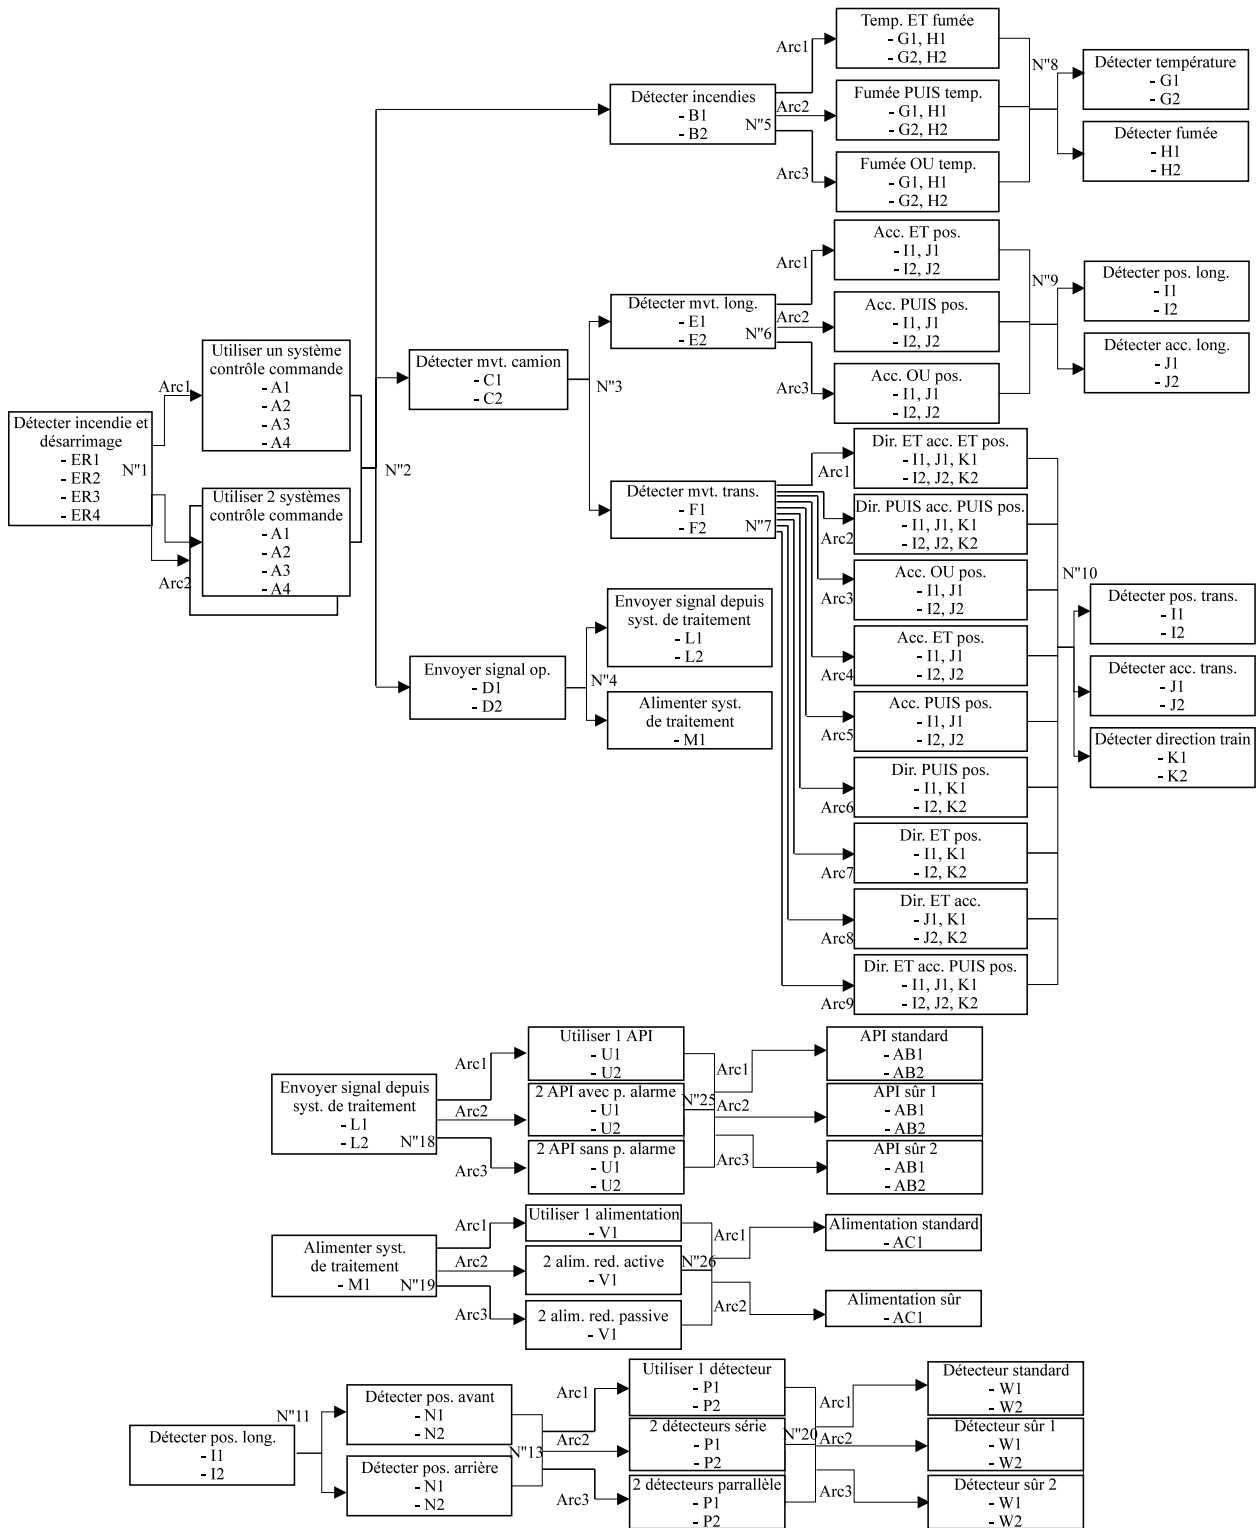 Temp. ET fumée
- G1, H1
- G2, H2
Arc1
N"8
Détecter température
- G1
- G2
Détecter incendies
- B1
- B2
N"5
Arc2
Fumée PUIS temp.
- G1, H1
- G2, H2
Détecter fumée
- H1
- H2
Arc3
Fumée OU temp.
- G1, H1
- G2, H2
Acc. ET pos.
- I1, J1
- I2, J2
Arc1
N"9
Détecter pos. long.
- I1
- I2
Détecter mvt. long.
- E1
- E2
N"6
Arc2
Acc. PUIS pos.
- I1, J1
- I2, J2
Détecter acc. long.
- J1
- J2
Arc3
Acc. OU pos.
- I1, J1
- I2, J2
Utiliser un système
contrôle commande
- A1
- A2
- A3
- A4
Détecter mvt. camion
- C1
- C2
N"3
Arc1
Détecter incendie et
désarrimage
- ER1
- ER2
- ER3
- ER4
N"1
N"2
Utiliser 2 systèmes
contrôle commande
- A1
- A2
- A3
- A4
Arc2
Détecter mvt. trans.
- F1
- F2
N"7
Arc1
Dir. ET acc. ET pos.
- I1, J1, K1
- I2, J2, K2
Arc2
Dir. PUIS acc. PUIS pos.
- I1, J1, K1
- I2, J2, K2
Arc3
Acc. OU pos.
- I1, J1
- I2, J2
N"10
Détecter pos. trans.
- I1
- I2
Envoyer signal depuis
syst. de traitement
- L1
- L2
Arc4
Acc. ET pos.
- I1, J1
- I2, J2
Détecter acc. trans.
- J1
- J2
Envoyer signal op.
- D1
- D2
N"4
Alimenter syst.
de traitement
- M1
Arc5
Acc. PUIS pos.
- I1, J1
- I2, J2
Détecter direction train
- K1
- K2
Arc6
Dir. PUIS pos.
- I1, K1
- I2, K2
Arc7
Dir. ET pos.
- I1, K1
- I2, K2
Arc8
Dir. ET acc.
- J1, K1
- J2, K2
Arc9
Dir. ET acc. PUIS pos.
- I1, J1, K1
- I2, J2, K2
Envoyer signal depuis
syst. de traitement
- L1
- L2
N"18
Arc1
Utiliser 1 API
- U1
- U2
Arc2
2 API avec p. alarme
- U1
- U2
Arc3
2 API sans p. alarme
- U1
- U2
N"25
Arc1
API standard
- AB1
- AB2
Arc2
API sûr 1
- AB1
- AB2
Arc3
API sûr 2
- AB1
- AB2
Alimenter syst.
de traitement
- M1
N"19
Arc1
Utiliser 1 alimentation
- V1
Arc2
2 alim. red. active
- V1
Arc3
2 alim. red. passive
- V1
N"26
Arc1
Alimentation standard
- AC1
Arc2
Alimentation sûr
- AC1
Détecter pos. long.
- I1
- I2
N"11
Détecter pos. avant
- N1
- N2
Détecter pos. arrière
- N1
- N2
N"13
Arc1
Utiliser 1 détecteur
- P1
- P2
Arc2
2 détecteurs série
- P1
- P2
Arc3
2 détecteurs parrallèle
- P1
- P2
N"20
Arc1
Détecteur standard
- W1
- W2
Arc2
Détecteur sûr 1
- W1
- W2
Arc3
Détecteur sûr 2
- W1
- W2